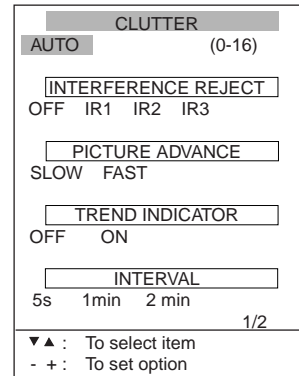 CLUTTER
AUTO (0-16)
INTERFERENCE REJECT
OFF IR1 IR2 IR3
PICTURE ADVANCE
SLOW FAST
TREND INDICATOR
OFF ON
INTERVAL
5s 1min 2 min
1/2
▼▲ : To select item
- + : To set option